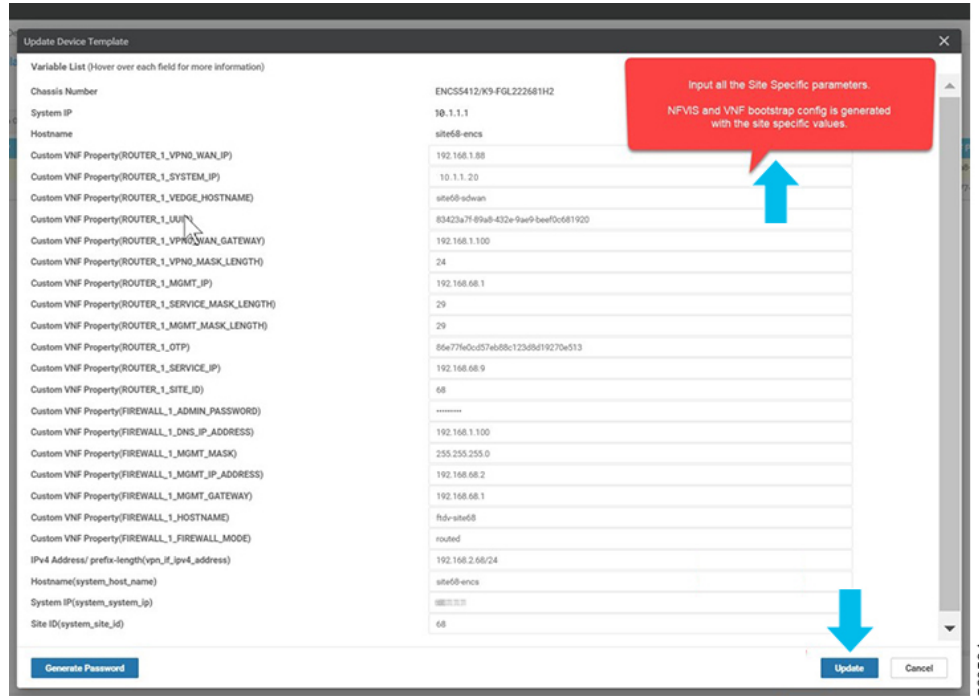 Update Device Template
Variable List (Hover over each field for more information)
Input all the Site Specific parameters.
NFVIS and VNF bootstrap config is generated
with the site specific values.
Chassis Number ENCS5412/K9-FGL222681H2
System IP 10.1.1.1
Hostname site68-encs
Custom VNF Property(ROUTER_1_VPN0_WAN_IP) 192.168.1.88
Custom VNF Property(ROUTER_1_SYSTEM_IP) 10.1.1.20
Custom VNF Property(ROUTER_1_VEDGE_HOSTNAME) site68-sdwan
Custom VNF Property(ROUTER_1_UUID) 83423a7f-89a8-432e-9ae9-beef0c681920
Custom VNF Property(ROUTER_1_VPN0_WAN_GATEWAY) 192.168.1.100
Custom VNF Property(ROUTER_1_VPN0_MASK_LENGTH) 24
Custom VNF Property(ROUTER_1_MGMT_IP) 192.168.68.1
Custom VNF Property(ROUTER_1_SERVICE_MASK_LENGTH) 29
Custom VNF Property(ROUTER_1_MGMT_MASK_LENGTH) 29
Custom VNF Property(ROUTER_1_OTP) 86e77fe0cd57eb88c123d8d19270e513
Custom VNF Property(ROUTER_1_SERVICE_IP) 192.168.68.9
Custom VNF Property(ROUTER_1_SITE_ID) 68
Custom VNF Property(FIREWALL_1_ADMIN_PASSWORD) •••••••••
Custom VNF Property(FIREWALL_1_DNS_IP_ADDRESS) 192.168.1.100
Custom VNF Property(FIREWALL_1_MGMT_MASK) 255.255.255.0
Custom VNF Property(FIREWALL_1_MGMT_IP_ADDRESS) 192.168.68.2
Custom VNF Property(FIREWALL_1_MGMT_GATEWAY) 192.168.68.1
Custom VNF Property(FIREWALL_1_HOSTNAME) ftdv-site68
Custom VNF Property(FIREWALL_1_FIREWALL_MODE) routed
IPv4 Address/ prefix-length(vpn_if_ipv4_address) 192.168.2.68/24
Hostname(system_host_name) site68-encs
System IP(system_system_ip)
Site ID(system_site_id) 68
Generate Password
Update
Cancel